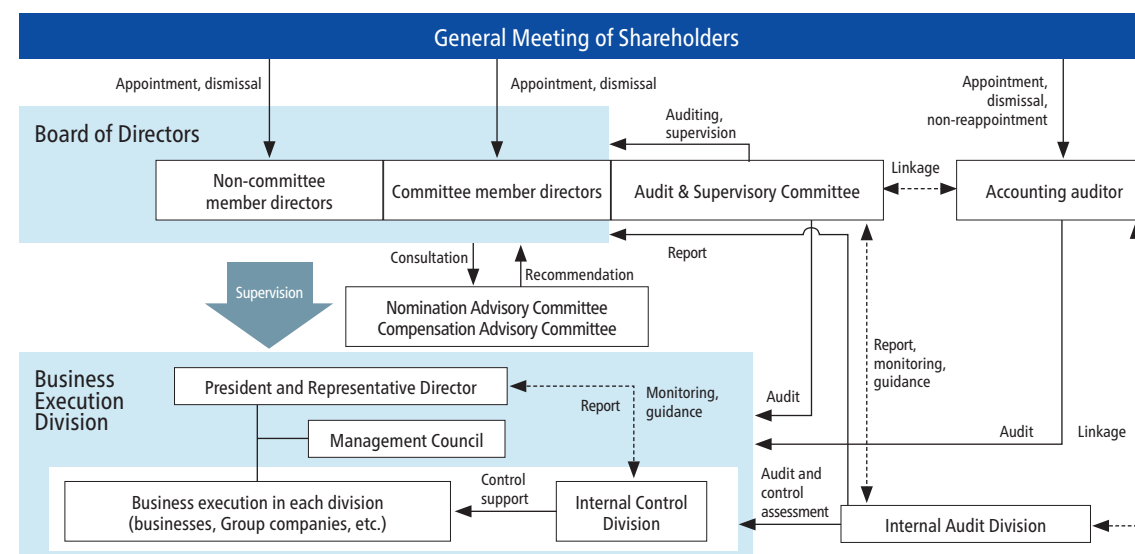 General Meeting of Shareholders
Appointment, dismissal
Appointment, dismissal
Appointment,
dismissal,
non-reappointment
Board of Directors
Auditing,
supervision
Non-committee
member directors
Committee member directors
Audit & Supervisory Committee
Linkage
Accounting auditor
Consultation
Recommendation
Report
Supervision
Nomination Advisory Committee
Compensation Advisory Committee
Report,
monitoring,
guidance
Business
Execution
Division
President and Representative Director
Report
Monitoring,
guidance
Audit
Management Council
Audit
Linkage
Business execution in each division
(businesses, Group companies, etc.)
Control
support
Internal Control
Division
Audit and
control
assessment
Internal Audit Division